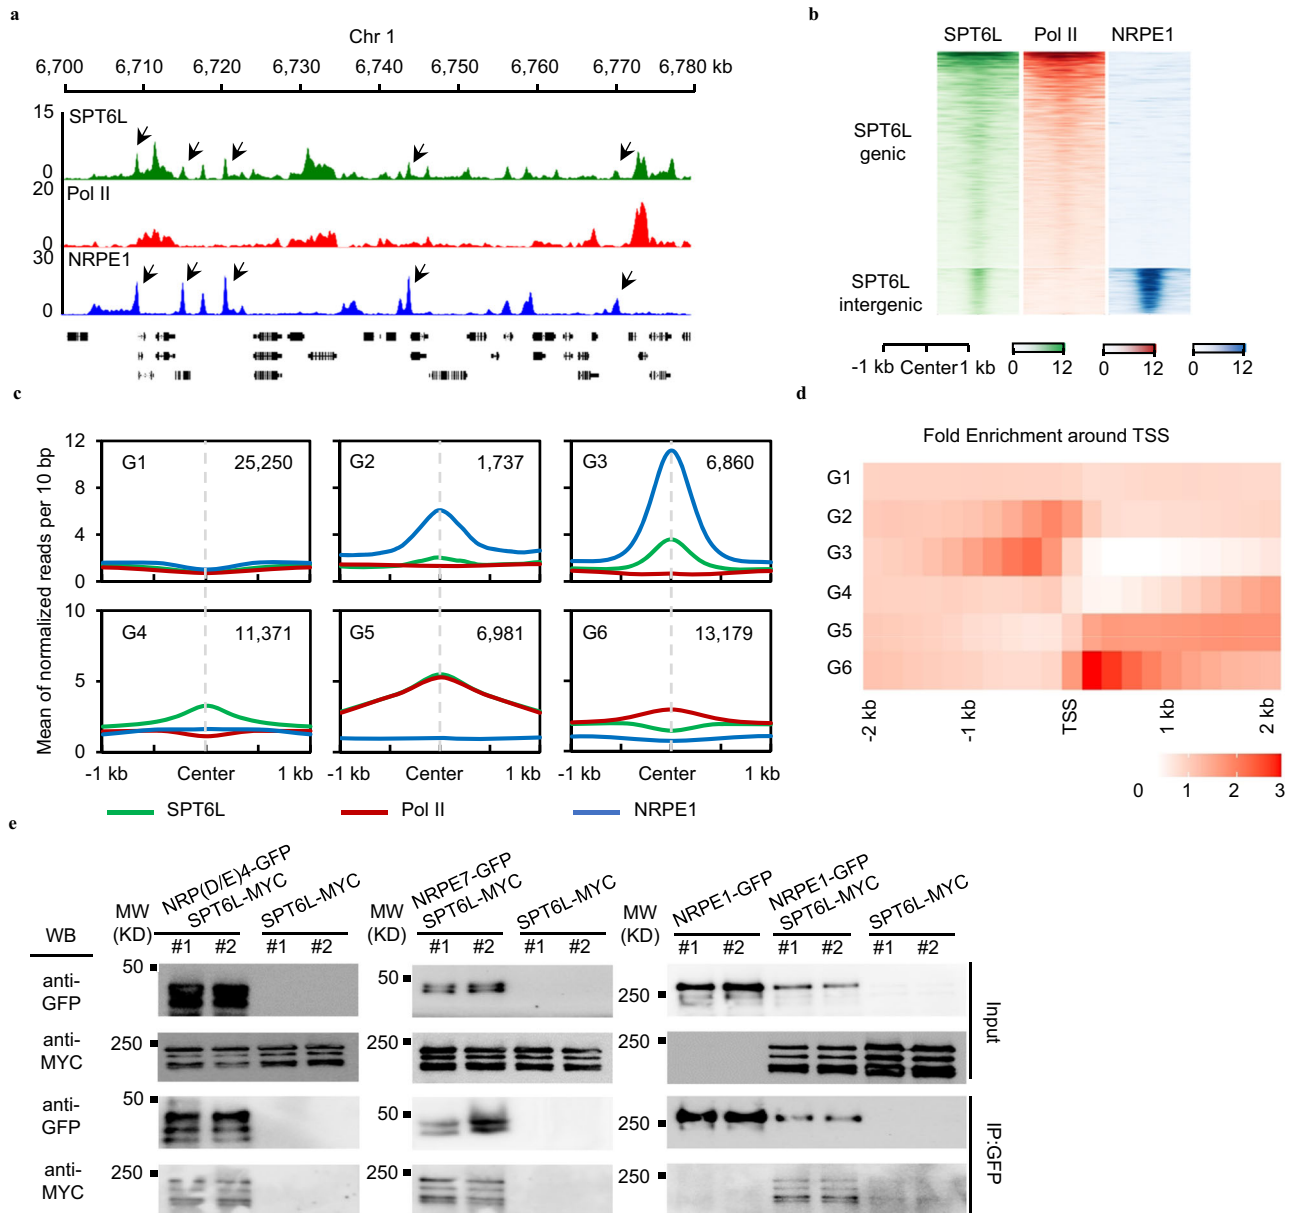 a
Chr 1
6,700 6,710 6,720 6,730 6,740 6,750 6,760 6,770 6,780 kb
15
SPT6L
0
20
Pol II
0
30
NRPE1
0
b
SPT6L Pol II NRPE1
SPT6L
genic
SPT6L
intergenic
-1 kb Center 1 kb
0 12 0 12 0 12
c
Mean of normalized reads per 10 bp
12
8
4
0
G1 25,250
G2 1,737
G3 6,860
10
5
0
G4 11,371
G5 6,981
G6 13,179
-1 kb Center 1 kb -1 kb Center 1 kb -1 kb Center 1 kb
SPT6L Pol II NRPE1
d
Fold Enrichment around TSS
G1
G2
G3
G4
G5
G6
-2 kb -1 kb TSS 1 kb 2 kb
0 1 2 3
e
NRP(D/E)4-GFP
SPT6L-MYC
SPT6L-MYC
NRPE7-GFP
SPT6L-MYC
SPT6L-MYC
NRPE1-GFP
NRPE1-GFP
SPT6L-MYC
SPT6L-MYC
WB
MW
(KD)
#1 #2 #1 #2
MW
(KD)
#1 #2 #1 #2
MW
(KD)
#1 #2 #1 #2 #1 #2
anti-
GFP
50
50
250
anti-
MYC
250
250
250
Input
anti-
GFP
50
50
250
anti-
MYC
250
250
250
IP:GFP